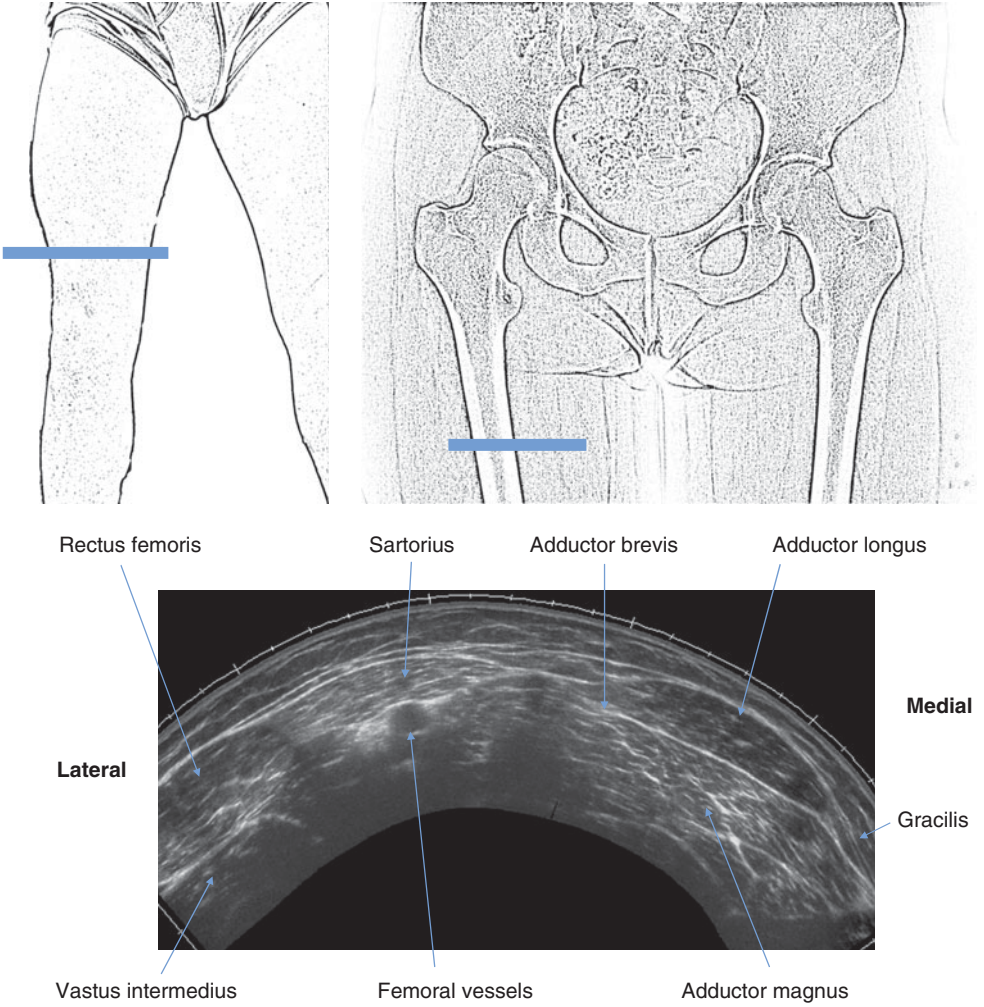 Rectus femoris
Sartorius
Adductor brevis
Adductor longus
Medial
Lateral
Gracilis
Vastus intermedius
Femoral vessels
Adductor magnus